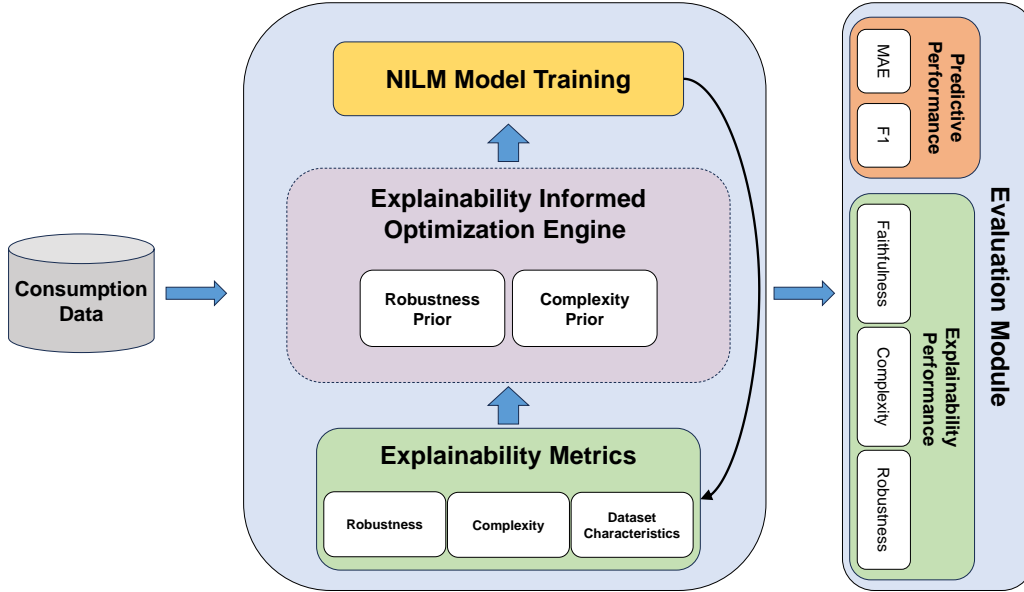 Consumption
Data
NILM Model Training
Explainability Informed
Optimization Engine
Robustness
Prior
Complexity
Prior
Explainability Metrics
Robustness
Complexity
Dataset
Characteristics
Evaluation Module
Predictive
Performance
MAE
F1
Explainability
Performance
Faithfulness
Complexity
Robustness